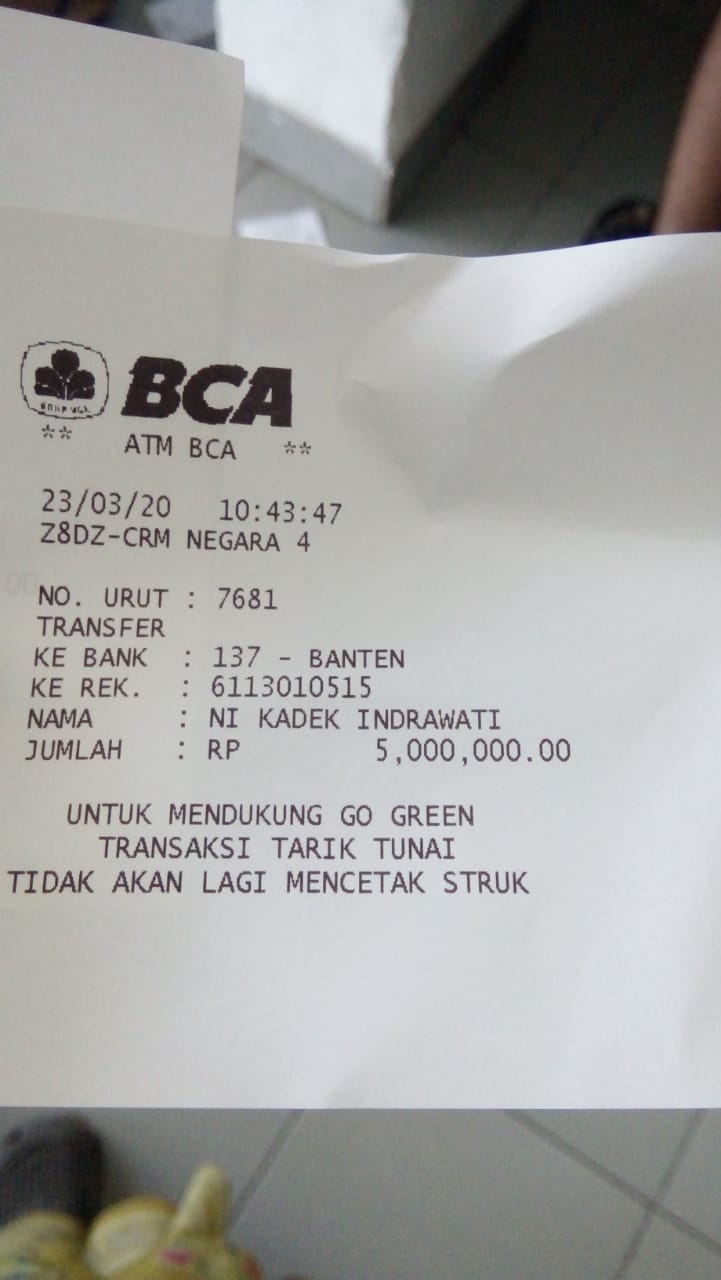 BCA
** ATM BCA **
23/03/20 10:43:47
Z8DZ-CRM NEGARA 4
NO. URUT : 7681
TRANSFER
KE BANK : 137 - BANTEN
KE REK. : 6113010515
NAMA : NI KADEK INDRAWATI
JUMLAH : RP 5,000,000.00
UNTUK MENDUKUNG GO GREEN
TRANSAKSI TARIK TUNAI
TIDAK AKAN LAGI MENCETAK STRUK